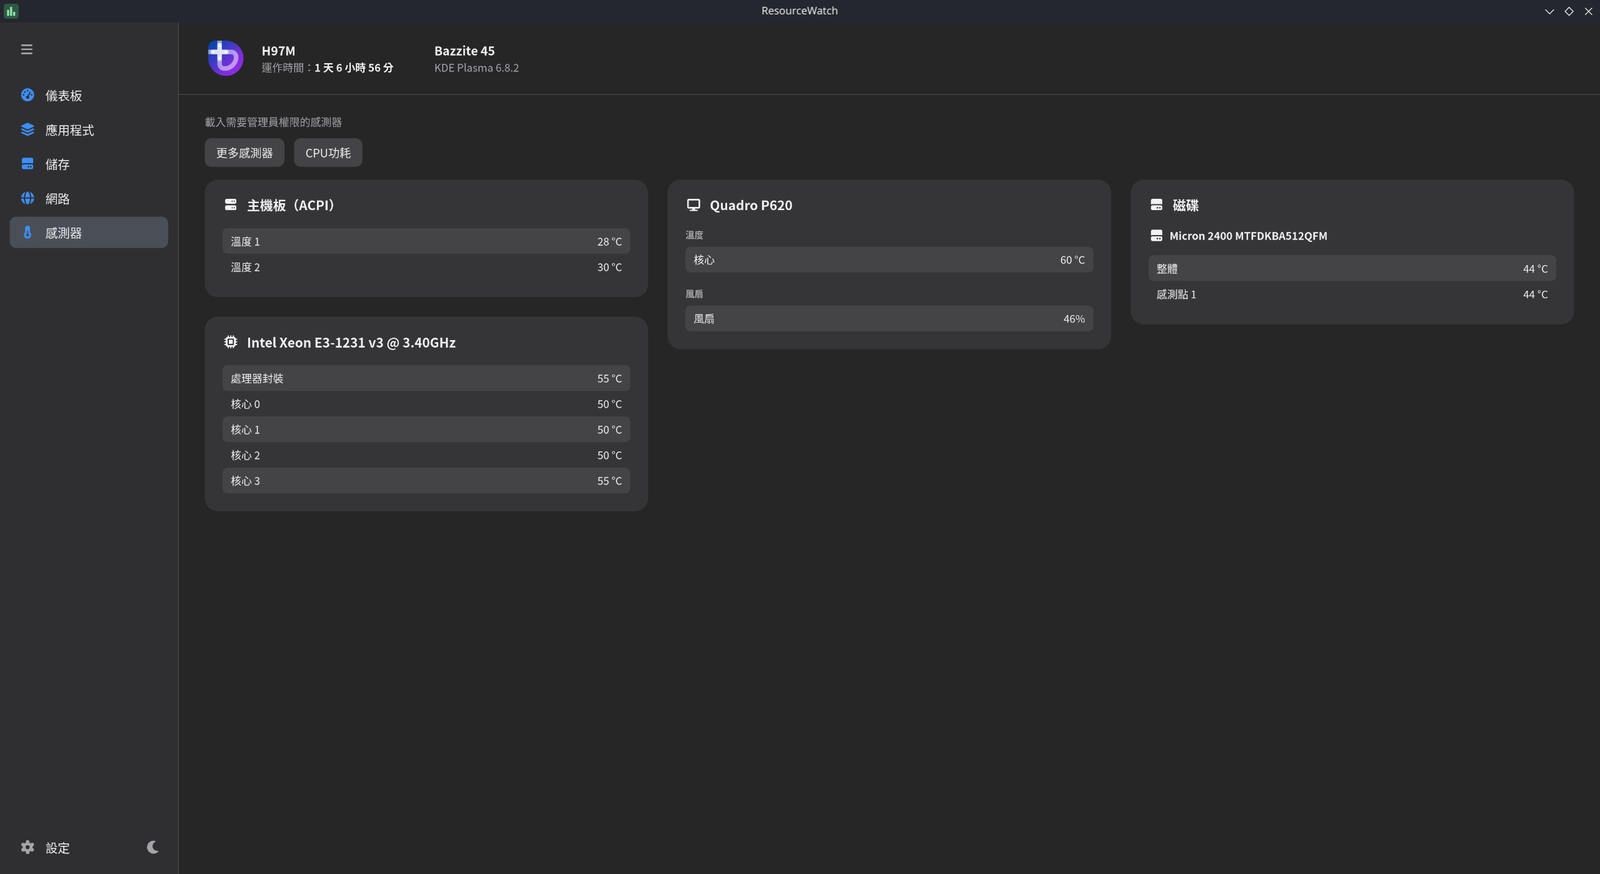 ResourceWatch
H97M
運作時間：1 天 6 小時 56 分
Bazzite 45
KDE Plasma 6.8.2
儀表板
應用程式
儲存
網路
感測器
設定
載入需要管理員權限的感測器
更多感測器
CPU功耗
主機板（ACPI）
溫度 1 28 °C
溫度 2 30 °C
Intel Xeon E3-1231 v3 @ 3.40GHz
處理器封裝 55 °C
核心 0 50 °C
核心 1 50 °C
核心 2 50 °C
核心 3 55 °C
Quadro P620
溫度
核心 60 °C
風扇
風扇 46%
磁碟
Micron 2400 MTFDKBA512QFM
整體 44 °C
感測點 1 44 °C